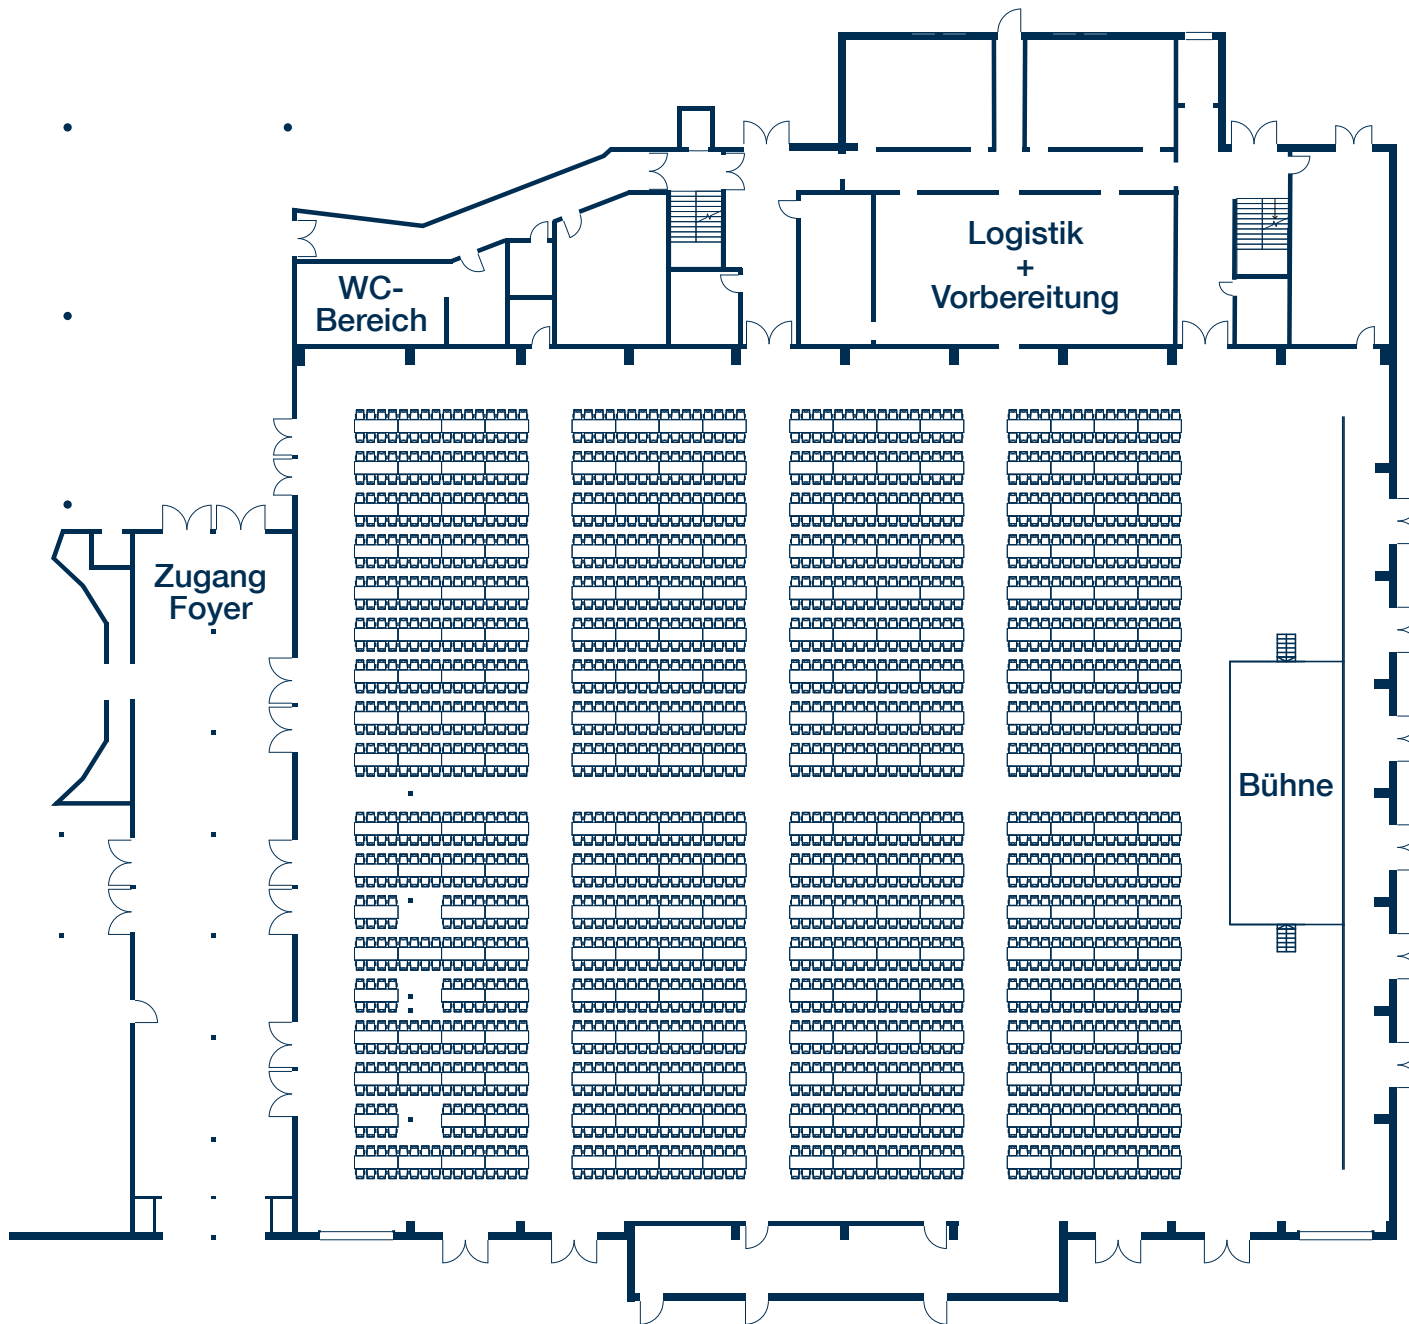 Logistik
+
Vorbereitung
WC-
Bereich
Zugang
Foyer
Bühne